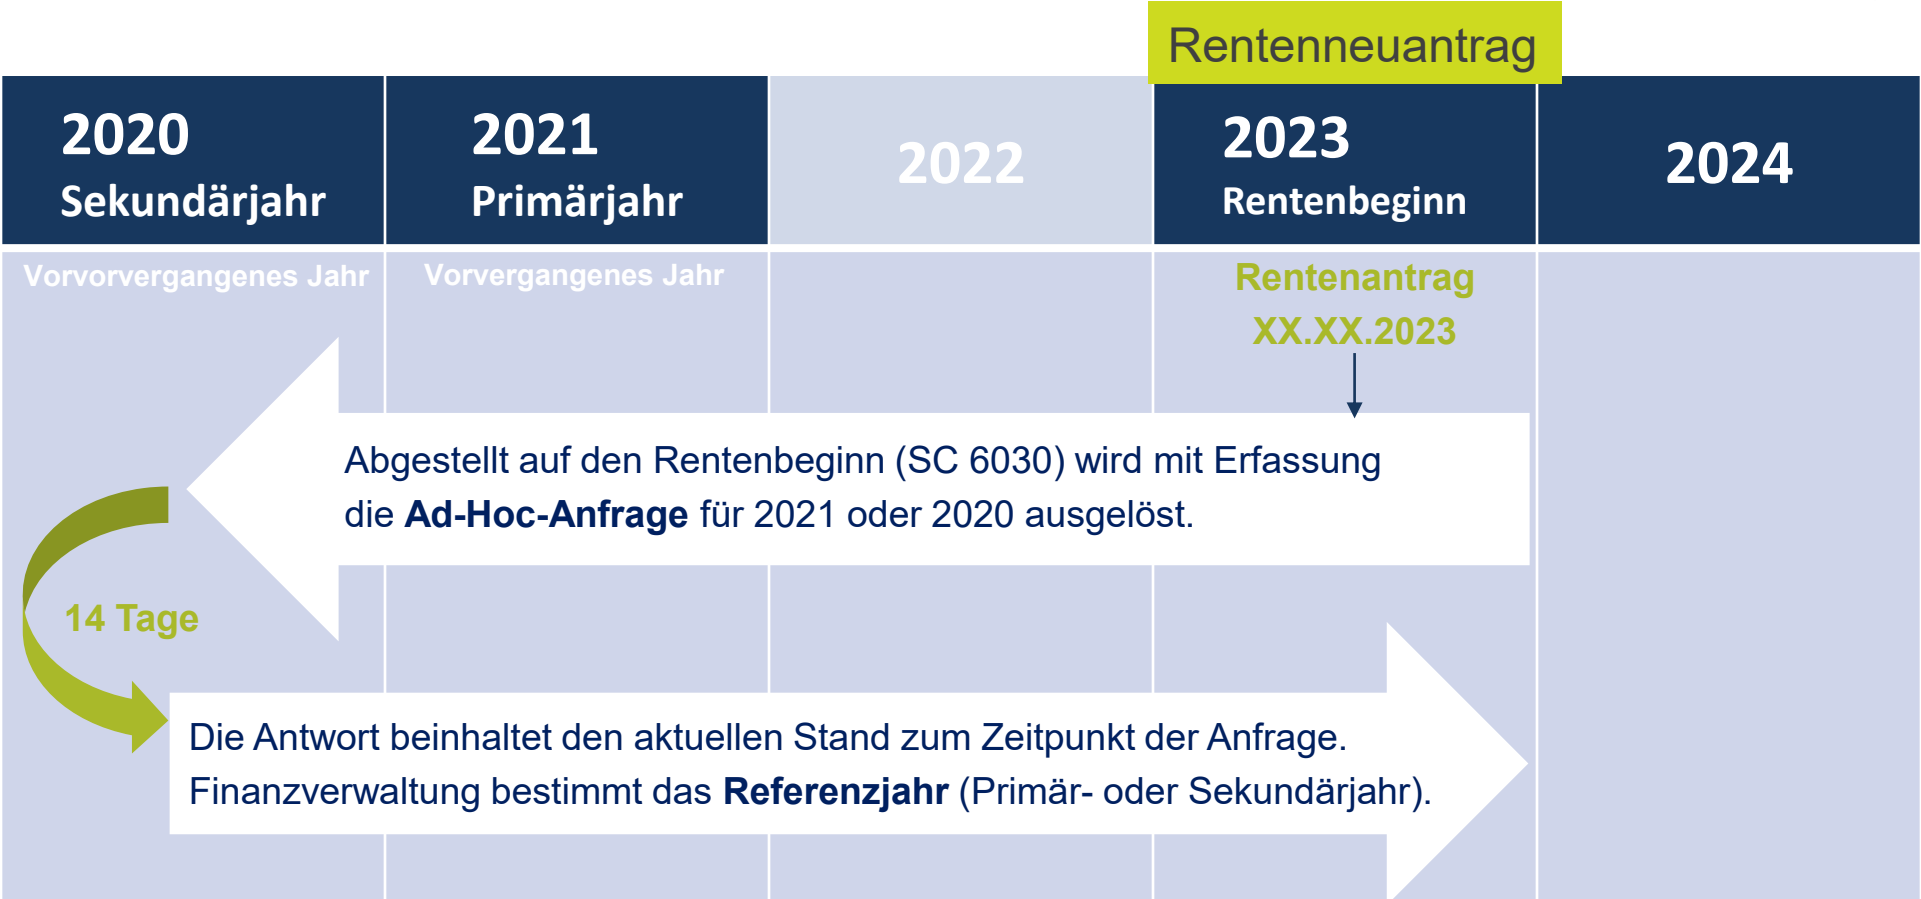 Rentenneuantrag
2020
Sekundärjahr
2021
Primärjahr
2022
2023
Rentenbeginn
2024
Vorvorvergangenes Jahr
Vorvergangenes Jahr
Rentenantrag
XX.XX.2023
Abgestellt auf den Rentenbeginn (SC 6030) wird mit Erfassung
die Ad-Hoc-Anfrage für 2021 oder 2020 ausgelöst.
14 Tage
Die Antwort beinhaltet den aktuellen Stand zum Zeitpunkt der Anfrage.
Finanzverwaltung bestimmt das Referenzjahr (Primär- oder Sekundärjahr).